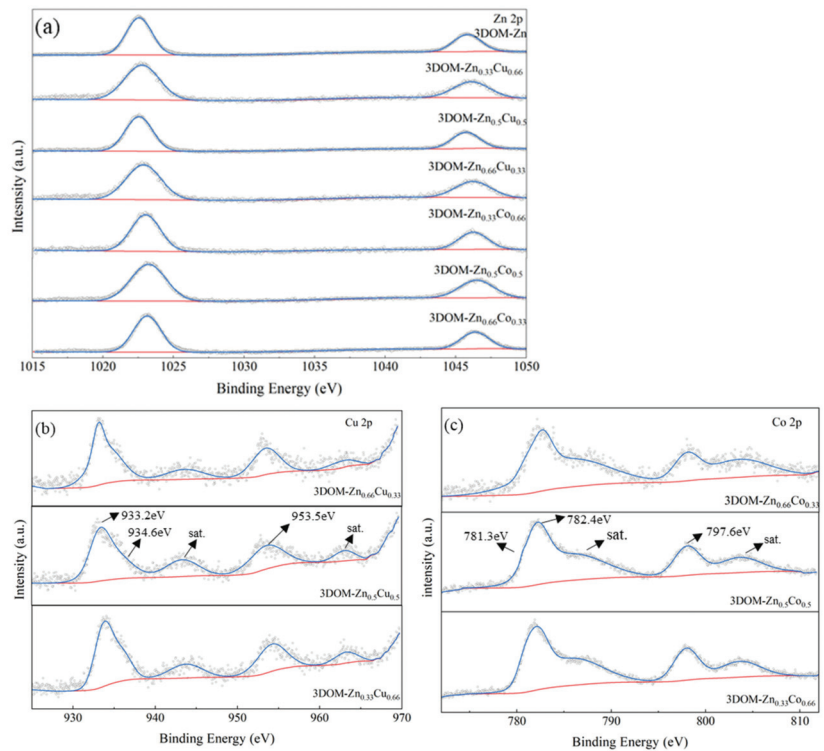 (a)
Zn 2p
3DOM-Zn
3DOM-Zn0.33Cu0.66
3DOM-Zn0.5Cu0.5
3DOM-Zn0.66Cu0.33
3DOM-Zn0.33Co0.66
3DOM-Zn0.5Co0.5
3DOM-Zn0.66Co0.33
Intesnsity (a.u.)
1015 1020 1025 1030 1035 1040 1045 1050
Binding Energy (eV)
(b)
Cu 2p
3DOM-Zn0.66Cu0.33
933.2eV
934.6eV
sat.
953.5eV
sat.
3DOM-Zn0.5Cu0.5
3DOM-Zn0.33Cu0.66
Intensity (a.u.)
930 940 950 960 970
Binding Energy (eV)
(c)
Co 2p
3DOM-Zn0.66Co0.33
781.3eV
782.4eV
sat.
797.6eV
sat.
3DOM-Zn0.5Co0.5
3DOM-Zn0.33Co0.66
intensity (a.u.)
780 790 800 810
Binding Energy (eV)